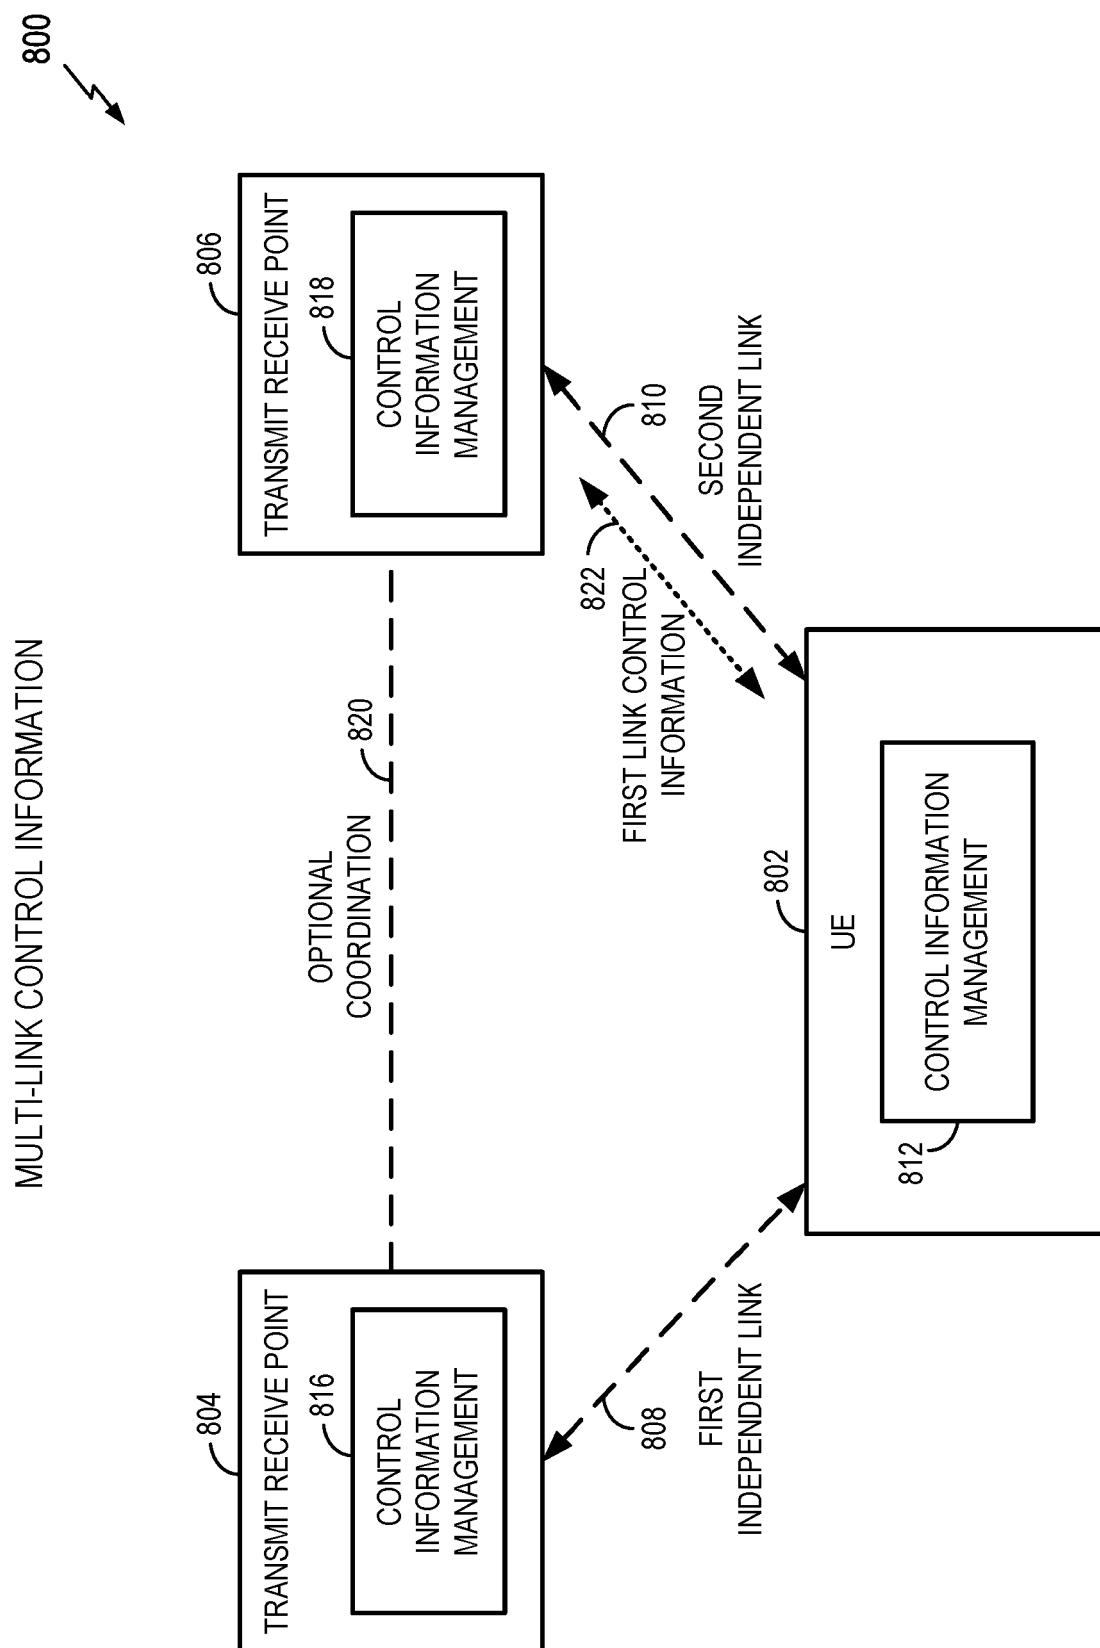 MULTI-LINK CONTROL INFORMATION
800
804
TRANSMIT RECEIVE POINT
816
CONTROL
INFORMATION
MANAGEMENT
OPTIONAL
COORDINATION
820
806
TRANSMIT RECEIVE POINT
818
CONTROL
INFORMATION
MANAGEMENT
808
FIRST
INDEPENDENT LINK
822
FIRST LINK CONTROL
INFORMATION
810
SECOND
INDEPENDENT LINK
802
UE
812
CONTROL INFORMATION
MANAGEMENT